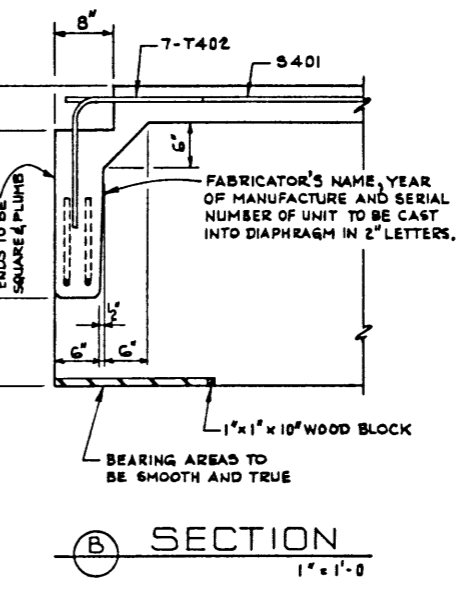 8"
7-T402
S401
6"
ENDS TO BE
SQUARE & PLUMB
FABRICATOR'S NAME, YEAR
OF MANUFACTURE AND SERIAL
NUMBER OF UNIT TO BE CAST
INTO DIAPHRAGM IN 2" LETTERS.
½"
6" 6"
1"x1"x10" WOOD BLOCK
BEARING AREAS TO
BE SMOOTH AND TRUE
B SECTION
1" = 1'-0